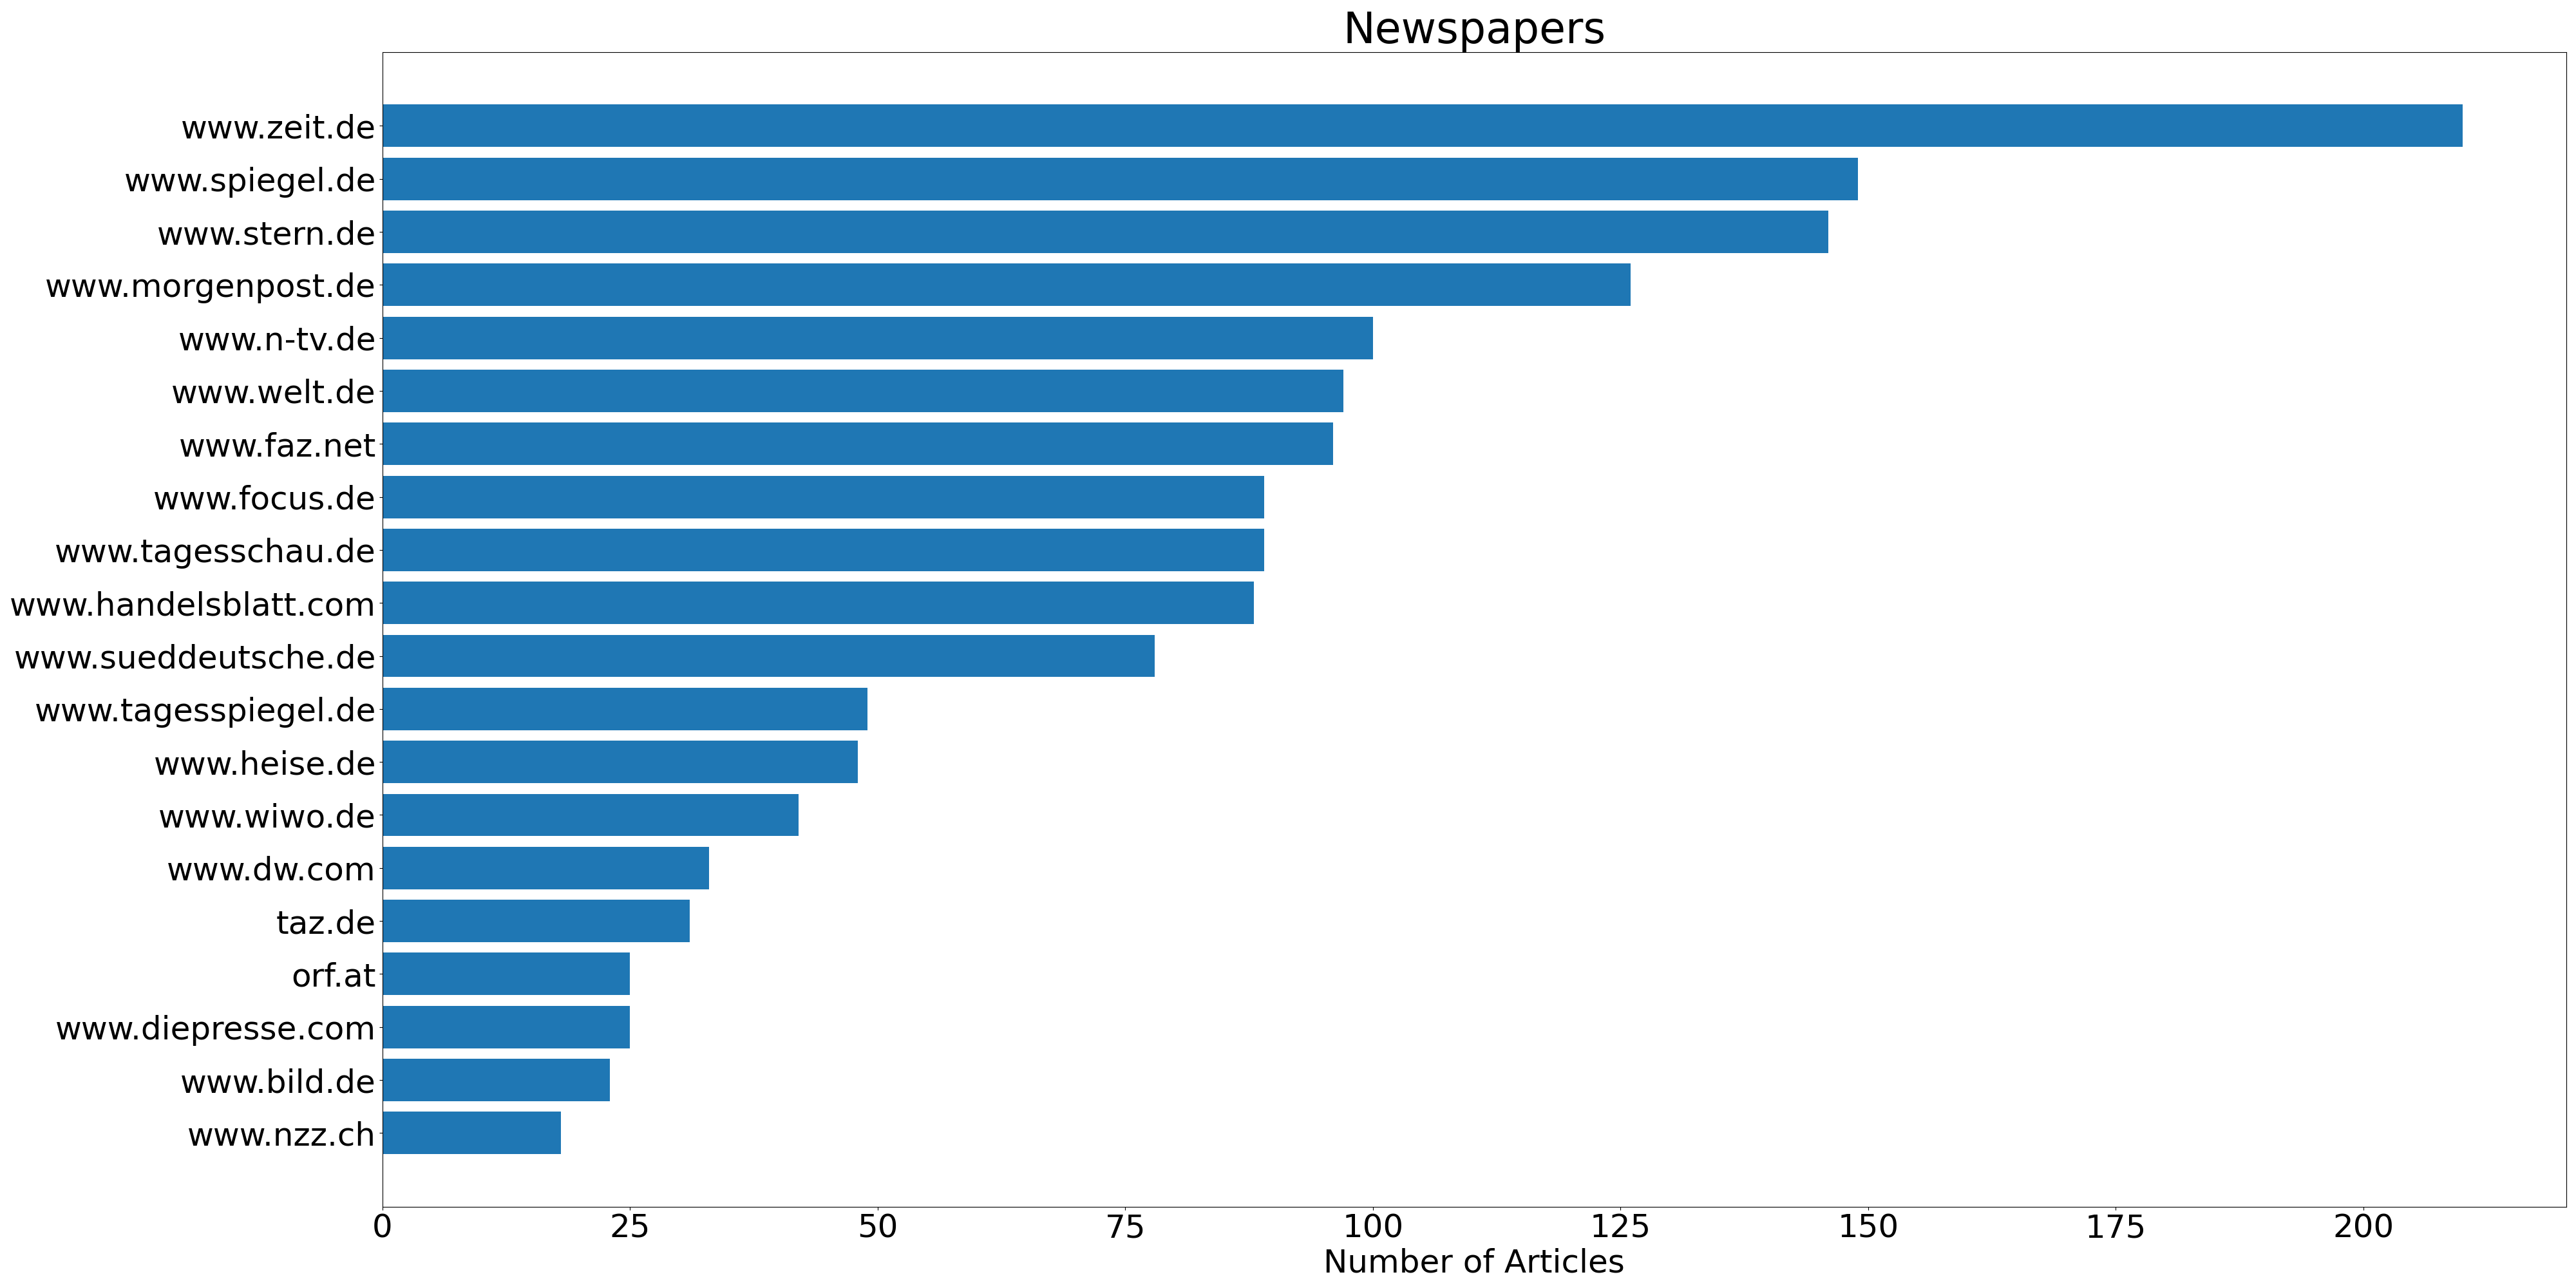 Newspapers
www.zeit.de
www.spiegel.de
www.stern.de
www.morgenpost.de
www.n-tv.de
www.welt.de
www.faz.net
www.focus.de
www.tagesschau.de
www.handelsblatt.com
www.sueddeutsche.de
www.tagesspiegel.de
www.heise.de
www.wiwo.de
www.dw.com
taz.de
orf.at
www.diepresse.com
www.bild.de
www.nzz.ch
0 25 50 75 100 125 150 175 200
Number of Articles